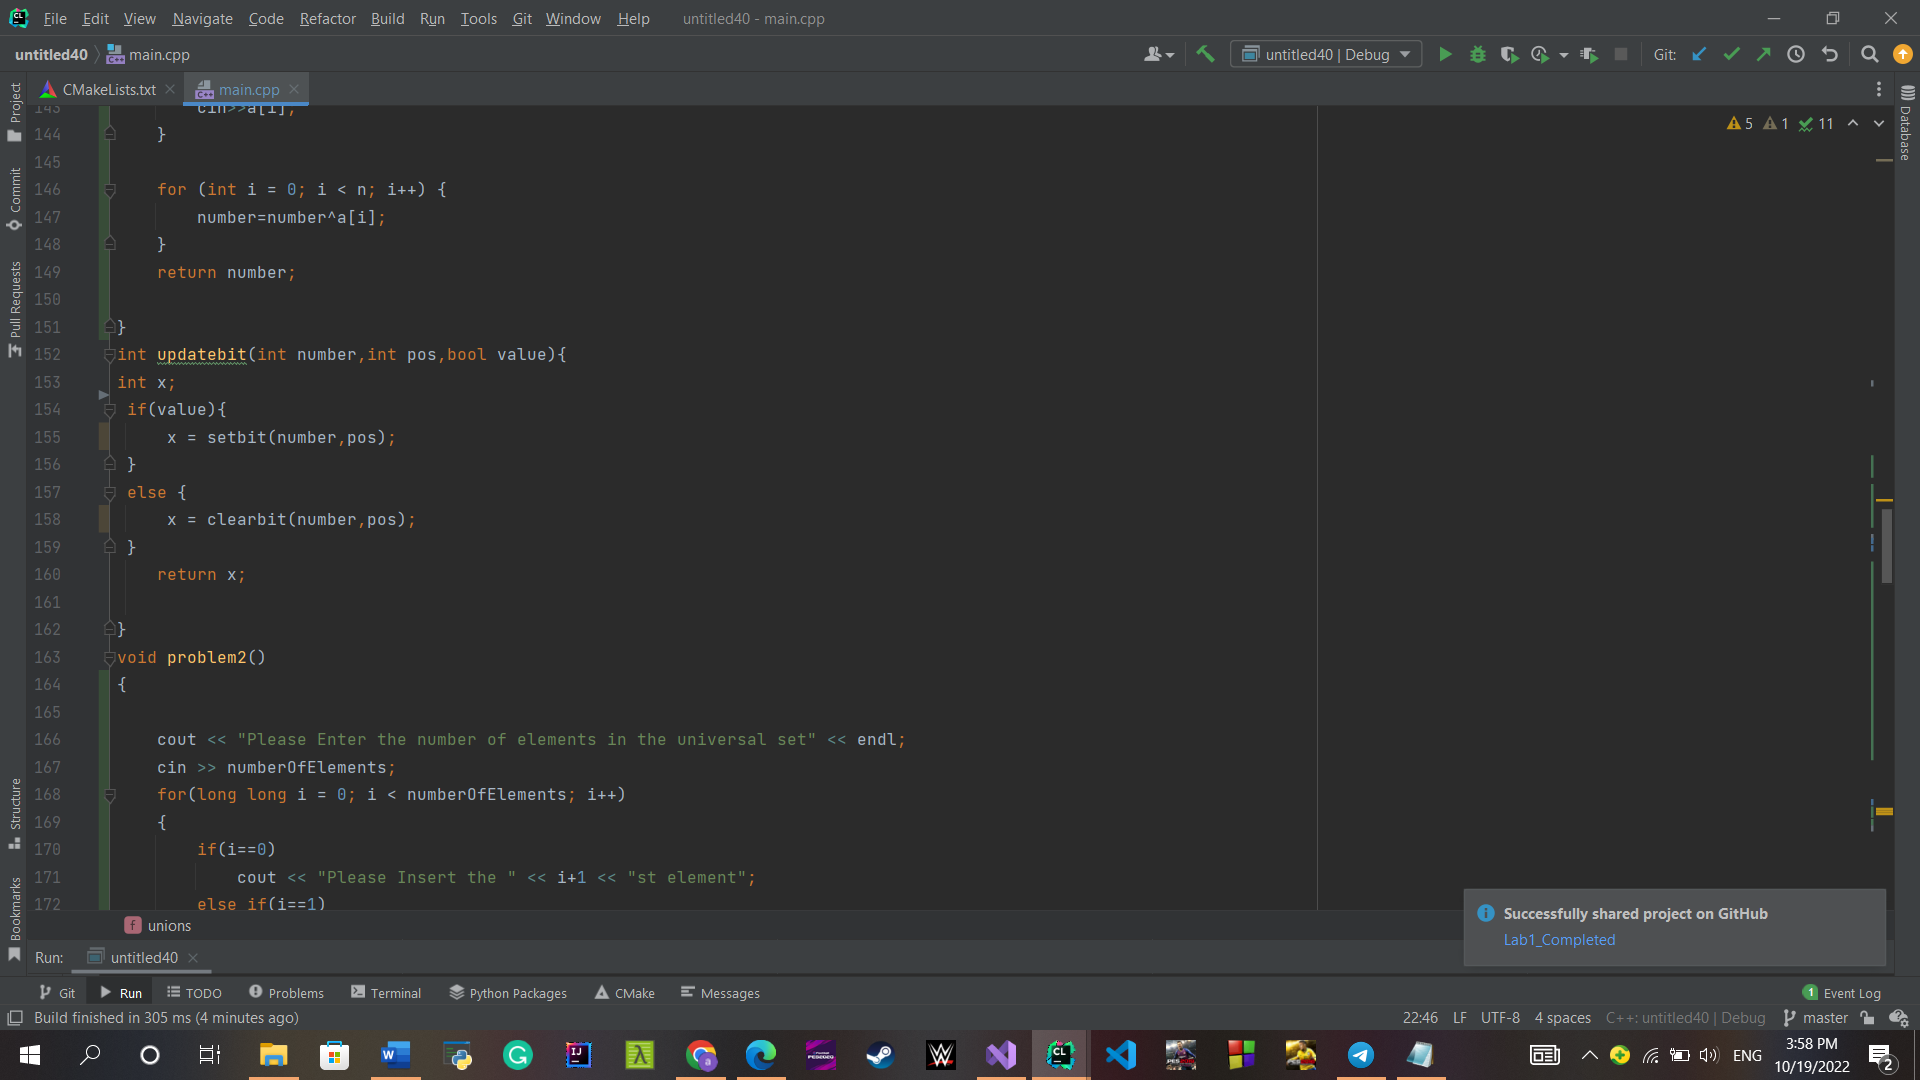 File Edit View Navigate Code Refactor Build Run Tools Git Window Help untitled40 - main.cpp
untitled40 main.cpp untitled40 | Debug Git:
CMakeLists.txt main.cpp
Project
Commit
Pull Requests
Structure
Bookmarks
Database
5 1 11
143 cin>>a[i];
144 }
145
146 for (int i = 0; i < n; i++) {
147 number=number^a[i];
148 }
149 return number;
150
151 }
152 int updatebit(int number,int pos,bool value){
153 int x;
154 if(value){
155 x = setbit(number,pos);
156 }
157 else {
158 x = clearbit(number,pos);
159 }
160 return x;
161
162 }
163 void problem2()
164 {
165
166 cout << "Please Enter the number of elements in the universal set" << endl;
167 cin >> numberOfElements;
168 for(long long i = 0; i < numberOfElements; i++)
169 {
170 if(i==0)
171 cout << "Please Insert the " << i+1 << "st element";
172 else if(i==1)
f unions
Successfully shared project on GitHub
Lab1_Completed
Run: untitled40
Git Run TODO Problems Terminal Python Packages CMake Messages 1 Event Log
Build finished in 305 ms (4 minutes ago) 22:46 LF UTF-8 4 spaces C++: untitled40 | Debug master
ENG
3:58 PM
10/19/2022
2